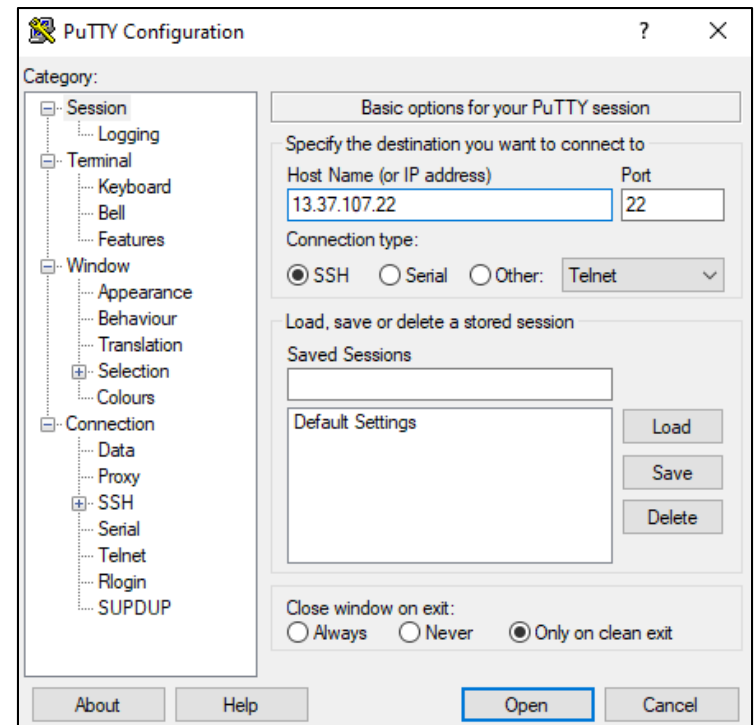 PuTTY Configuration ? ×
Category:
Session
Logging
Terminal
Keyboard
Bell
Features
Window
Appearance
Behaviour
Translation
Selection
Colours
Connection
Data
Proxy
SSH
Serial
Telnet
Rlogin
SUPDUP
Basic options for your PuTTY session
Specify the destination you want to connect to
Host Name (or IP address) Port
13.37.107.22 22
Connection type:
SSH Serial Other: Telnet
Load, save or delete a stored session
Saved Sessions
Default Settings
Load
Save
Delete
Close window on exit:
Always Never Only on clean exit
About Help Open Cancel